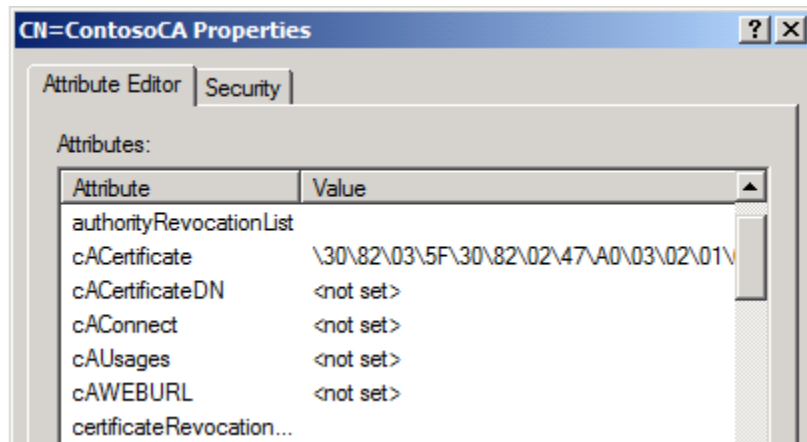 CN=ContosoCA Properties
Attribute Editor Security
Attributes:
Attribute Value
authorityRevocationList
cACertificate \30\82\03\5F\30\82\02\47\A0\03\02\01\
cACertificateDN <not set>
cAConnect <not set>
cAUsages <not set>
cAWEBURL <not set>
certificateRevocation...